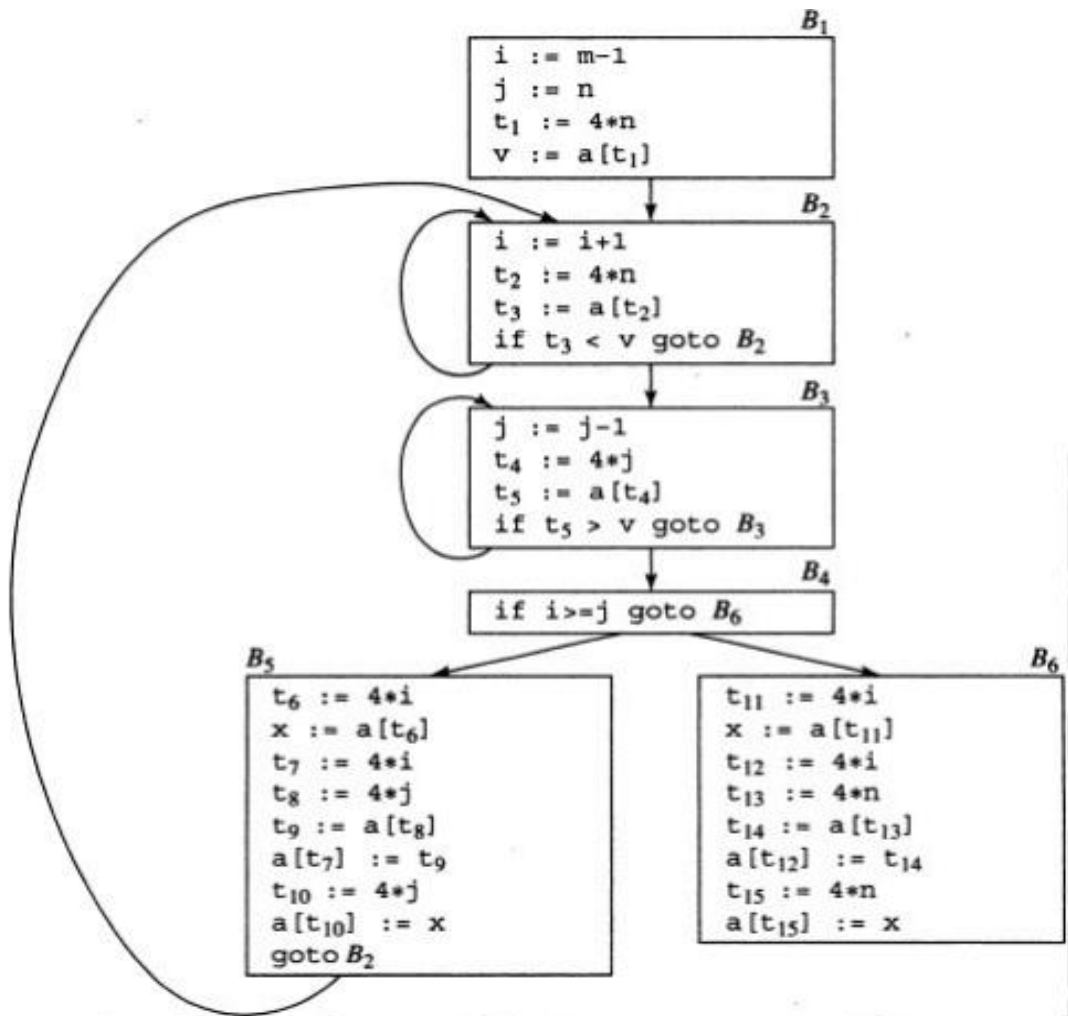 B₁
i := m-1
j := n
t₁ := 4*n
v := a[t₁]
B₂
i := i+1
t₂ := 4*n
t₃ := a[t₂]
if t₃ < v goto B₂
B₃
j := j-1
t₄ := 4*j
t₅ := a[t₄]
if t₅ > v goto B₃
B₄
if i>=j goto B₆
B₅
t₆ := 4*i
x := a[t₆]
t₇ := 4*i
t₈ := 4*j
t₉ := a[t₈]
a[t₇] := t₉
t₁₀ := 4*j
a[t₁₀] := x
goto B₂
B₆
t₁₁ := 4*i
x := a[t₁₁]
t₁₂ := 4*i
t₁₃ := 4*n
t₁₄ := a[t₁₃]
a[t₁₂] := t₁₄
t₁₅ := 4*n
a[t₁₅] := x